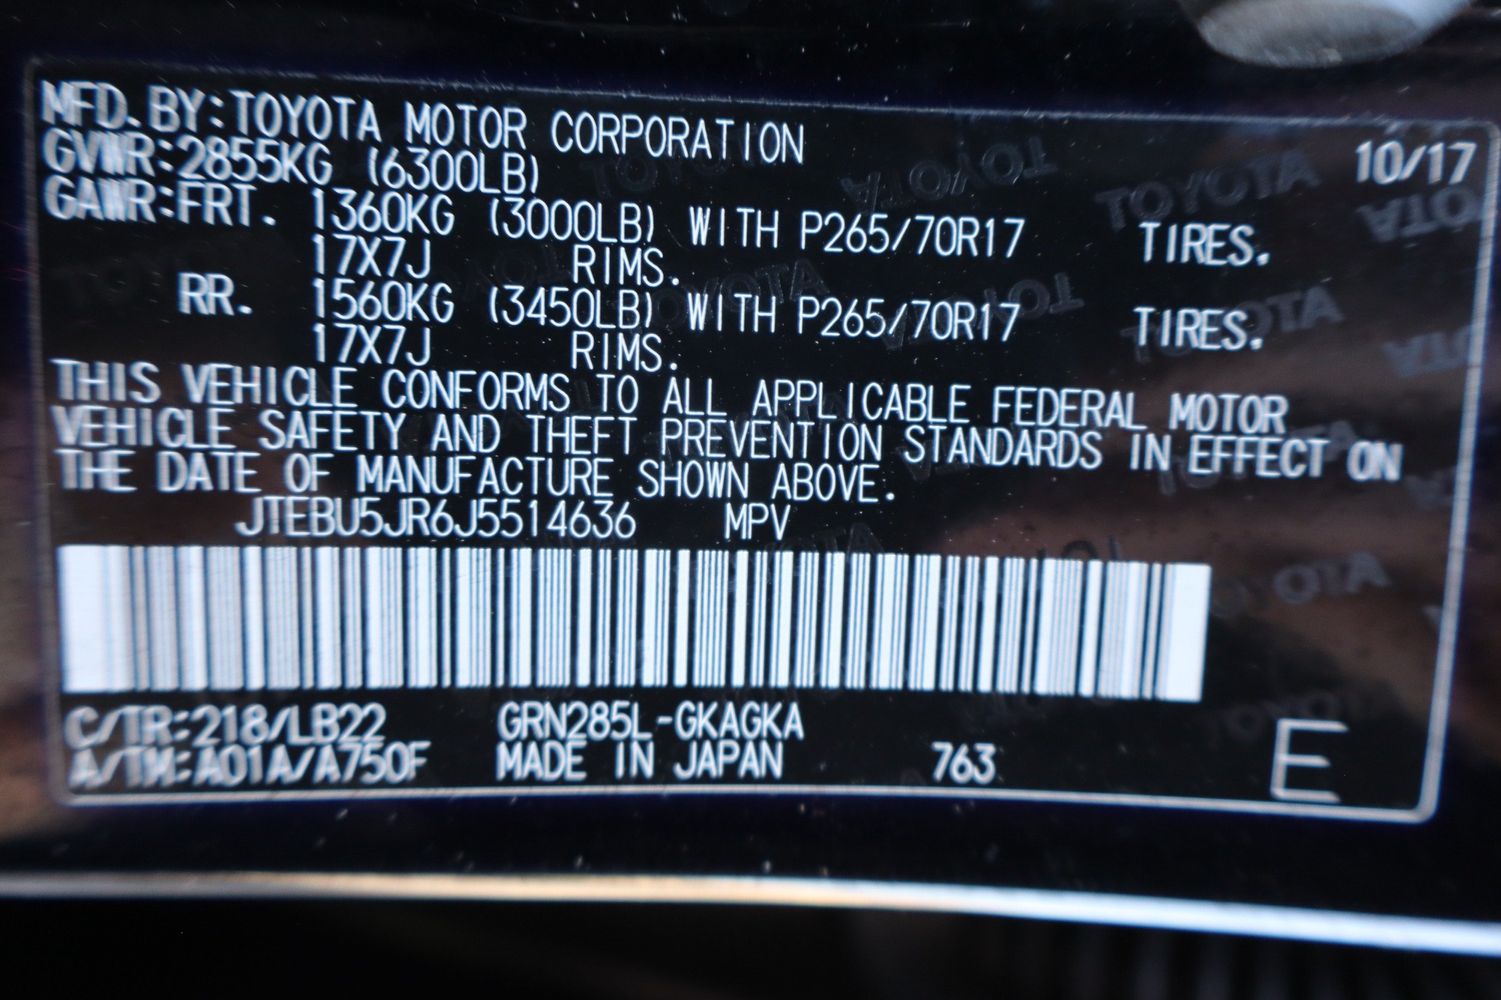 MFD. BY:TOYOTA MOTOR CORPORATION 10/17
GVWR:2855KG (6300LB)
GAWR:FRT. 1360KG (3000LB) WITH P265/70R17 TIRES.
17X7J RIMS.
RR. 1560KG (3450LB) WITH P265/70R17 TIRES.
17X7J RIMS.
THIS VEHICLE CONFORMS TO ALL APPLICABLE FEDERAL MOTOR
VEHICLE SAFETY AND THEFT PREVENTION STANDARDS IN EFFECT ON
THE DATE OF MANUFACTURE SHOWN ABOVE.
JTEBU5JR6J5514636 MPV
C/TR:218/LB22 GRN285L-GKAGKA
A/TM:A01A/A750F MADE IN JAPAN 763 E